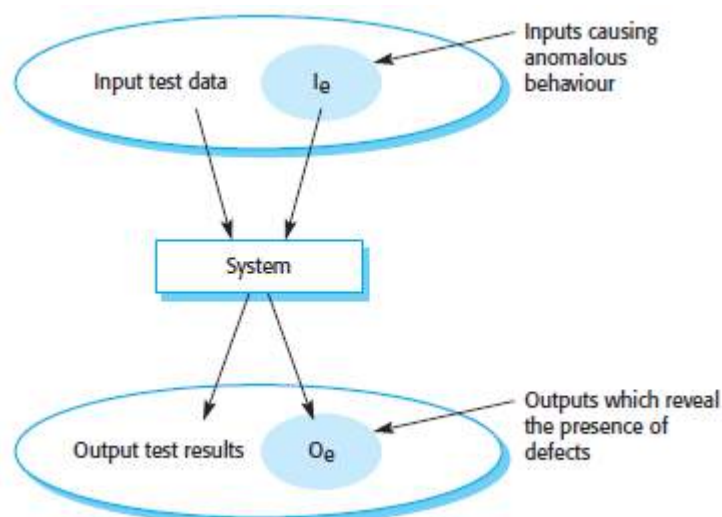 Inputs causing
anomalous
behaviour
Input test data
Ie
System
Output test results
Oe
Outputs which reveal
the presence of
defects